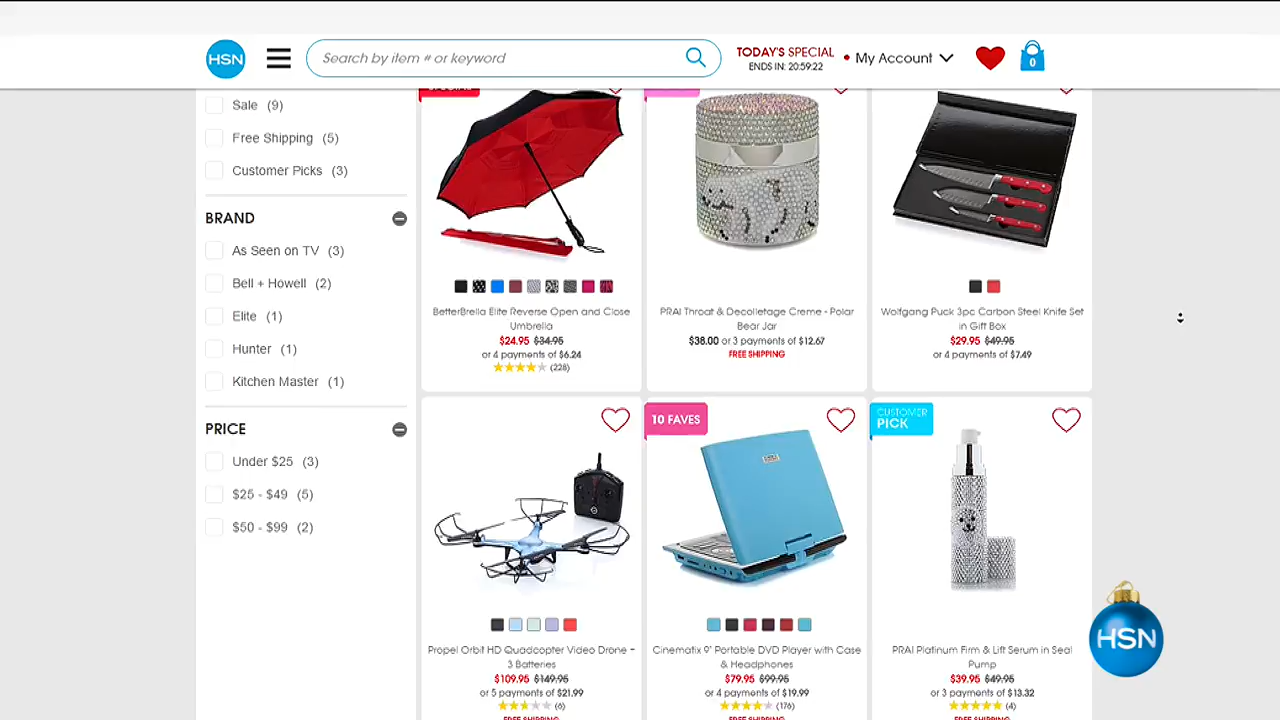 HSN
Search by item # or keyword
TODAY'S SPECIAL
ENDS IN: 20:59:22
My Account
0
Sale (9)
Free Shipping (5)
Customer Picks (3)
BRAND
As Seen on TV (3)
Bell + Howell (2)
Elite (1)
Hunter (1)
Kitchen Master (1)
PRICE
Under $25 (3)
$25 - $49 (5)
$50 - $99 (2)
BetterBrella Elite Reverse Open and Close
Umbrella
$24.95 $34.95
or 4 payments of $6.24
(228)
PRAI Throat & Decolletage Creme - Polar
Bear Jar
$38.00 or 3 payments of $12.67
FREE SHIPPING
Wolfgang Puck 3pc Carbon Steel Knife Set
in Gift Box
$29.95 $49.95
or 4 payments of $7.49
Propel Orbit HD Quadcopter Video Drone –
3 Batteries
$109.95 $149.95
or 5 payments of $21.99
(6)
FREE SHIPPING
10 FAVES
Cinematix 9" Portable DVD Player with Case
& Headphones
$79.95 $99.95
or 4 payments of $19.99
(176)
FREE SHIPPING
CUSTOMER
PICK
PRAI Platinum Firm & Lift Serum in Seal
Pump
$39.95 $49.95
or 3 payments of $13.32
(4)
FREE SHIPPING
HSN